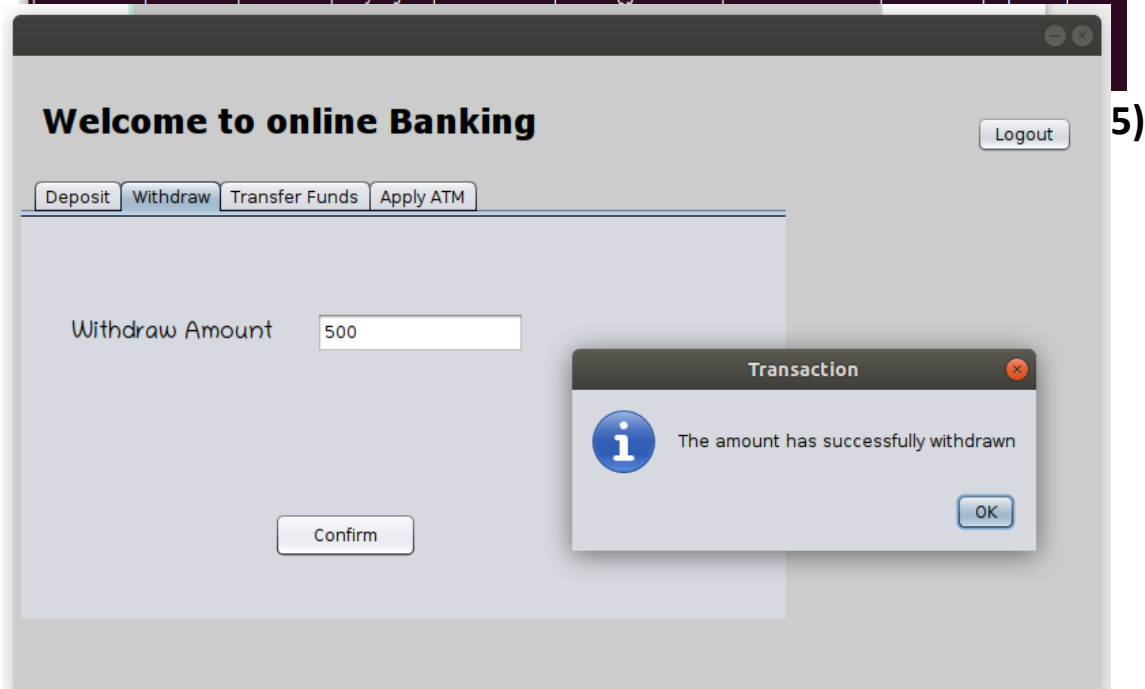 Welcome to online Banking
Logout
5)
Deposit Withdraw Transfer Funds Apply ATM
Withdraw Amount 500
Transaction
The amount has successfully withdrawn
OK
Confirm